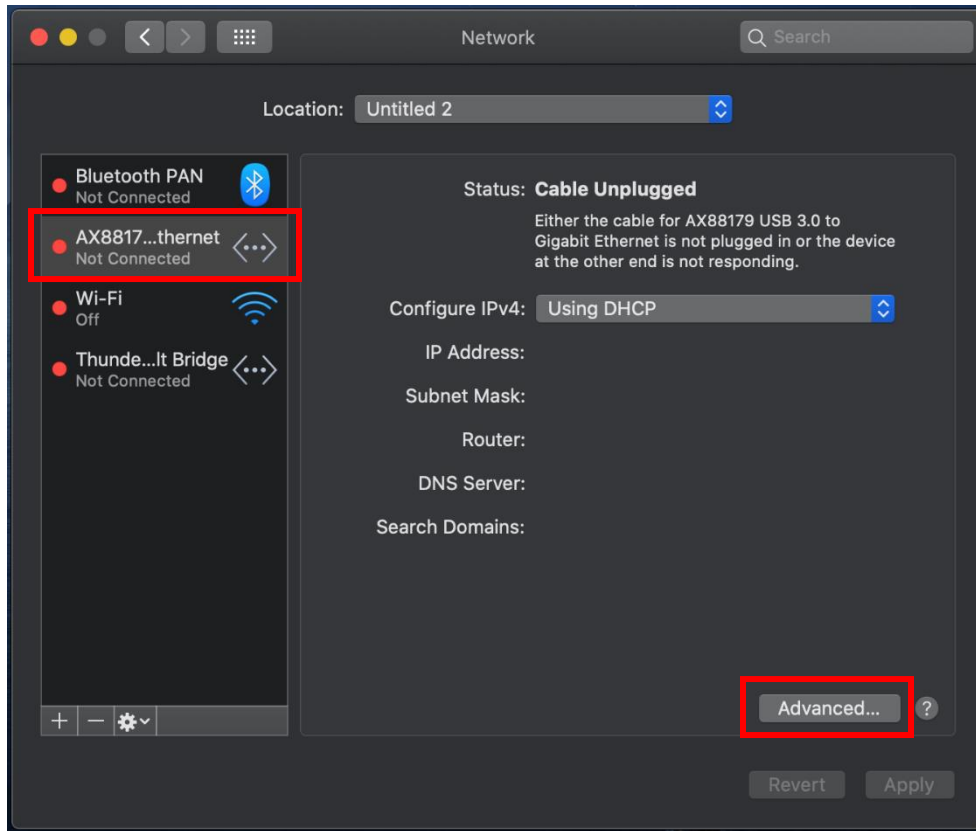 Network
Search
Location: Untitled 2
Bluetooth PAN
Not Connected
AX8817...thernet
Not Connected
Wi-Fi
Off
Thunde...lt Bridge
Not Connected
Status: Cable Unplugged
Either the cable for AX88179 USB 3.0 to
Gigabit Ethernet is not plugged in or the device
at the other end is not responding.
Configure IPv4: Using DHCP
IP Address:
Subnet Mask:
Router:
DNS Server:
Search Domains:
Advanced... ?
Revert Apply